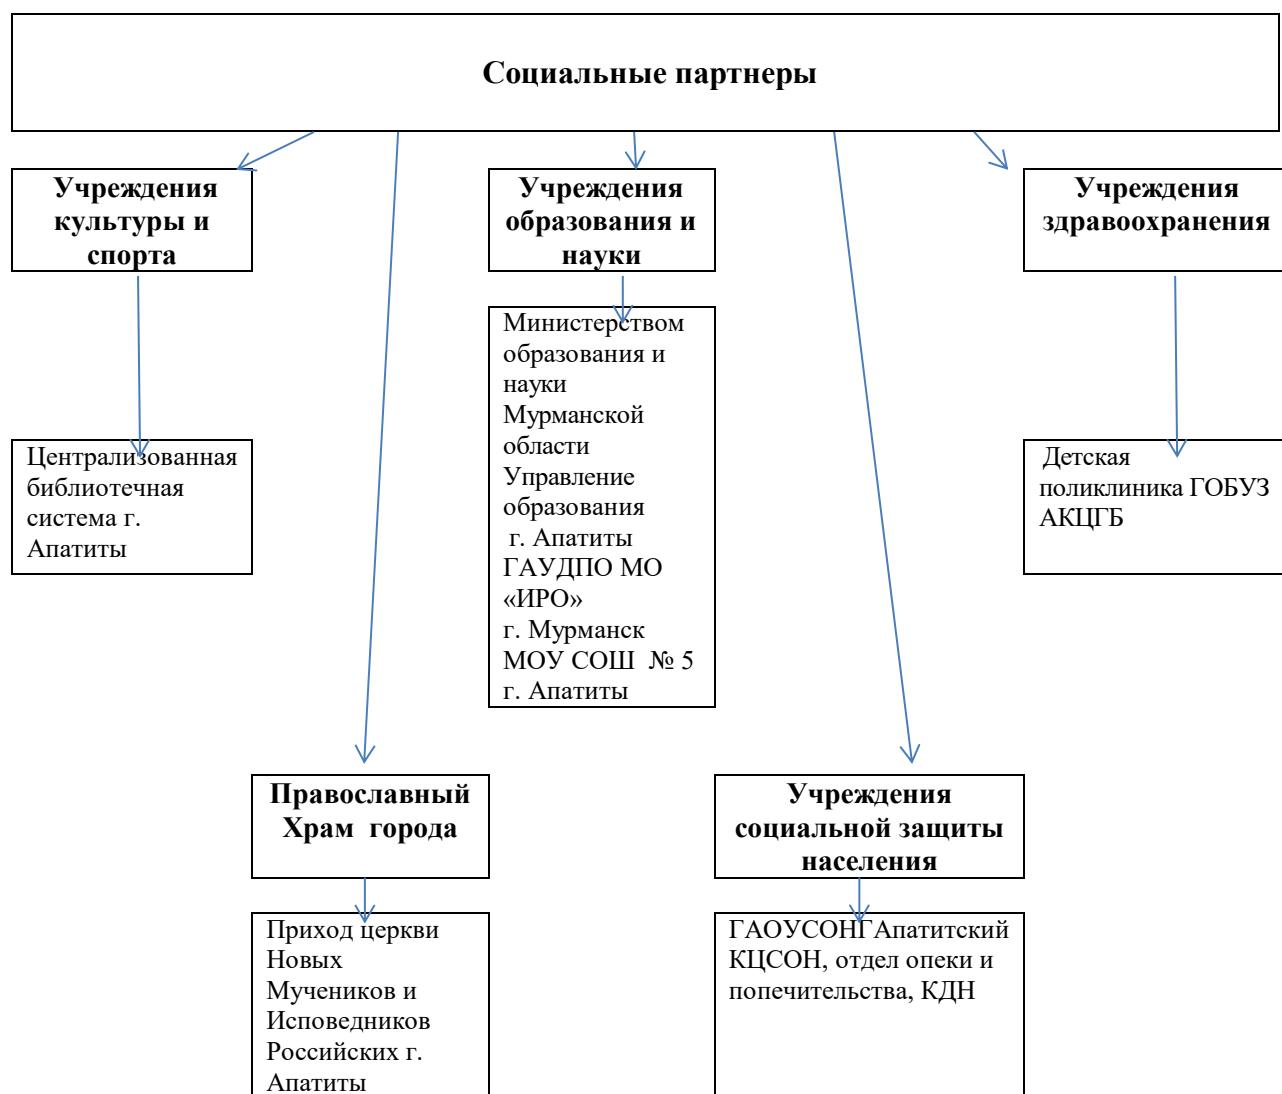 Социальные партнеры
Учреждения
культуры и
спорта
Учреждения
образования и
науки
Учреждения
здравоохранения
Централизованная
библиотечная
система г.
Апатиты
Министерством
образования и
науки
Мурманской
области
Управление
образования
г. Апатиты
ГАУДПО МО
«ИРО»
г. Мурманск
МОУ СОШ № 5
г. Апатиты
Детская
поликлиника ГОБУЗ
АКЦГБ
Православный
Храм города
Учреждения
социальной защиты
населения
Приход церкви
Новых
Мучеников и
Исповедников
Российских г.
Апатиты
ГАОУСОНГАпатитский
КЦСОН, отдел опеки и
попечительства, КДН